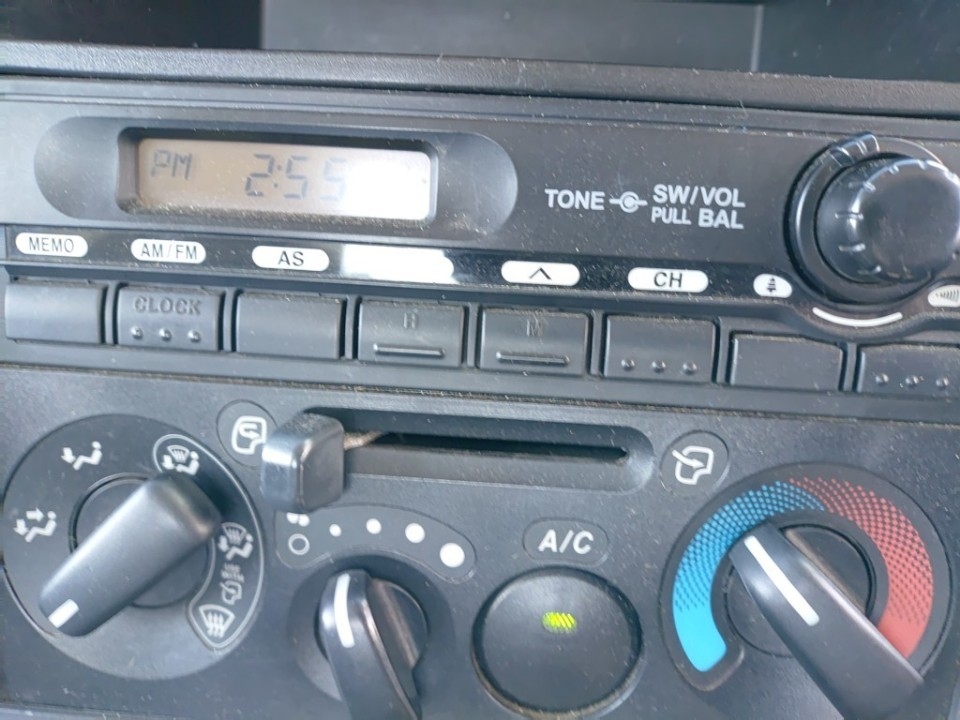 PM 2:55
TONE SW/VOL
PULL BAL
MEMO AM/FM AS CH
CLOCK H M
A/C